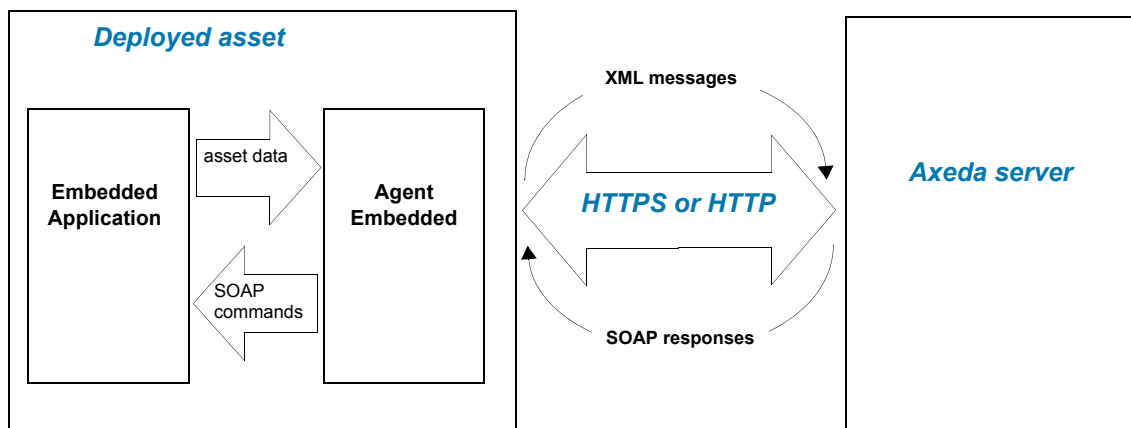 Deployed asset
Embedded
Application
asset data
SOAP
commands
Agent
Embedded
XML messages
HTTPS or HTTP
SOAP responses
Axeda server